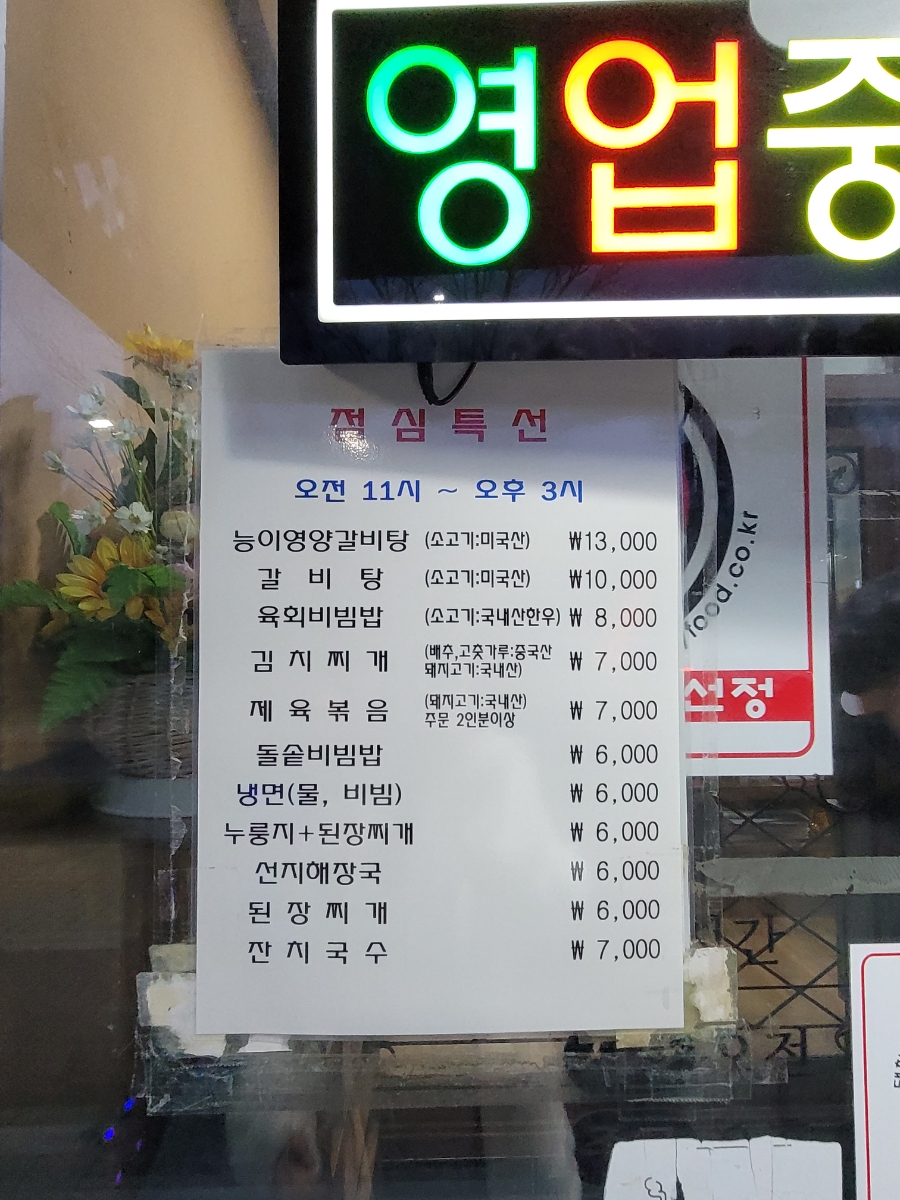 영업중
점심특선
오전 11시 ~ 오후 3시
능이영양갈비탕 (소고기:미국산) ₩13,000
갈비탕 (소고기:미국산) ₩10,000
육회비빔밥 (소고기:국내산한우) ₩ 8,000
김치찌개 (배추,고춧가루:중국산 돼지고기:국내산) ₩ 7,000
제육볶음 (돼지고기:국내산) 주문 2인분이상 ₩ 7,000
돌솥비빔밥 ₩ 6,000
냉면(물, 비빔) ₩ 6,000
누룽지+된장찌개 ₩ 6,000
선지해장국 ₩ 6,000
된장찌개 ₩ 6,000
잔치국수 ₩ 7,000
food.co.kr
선정